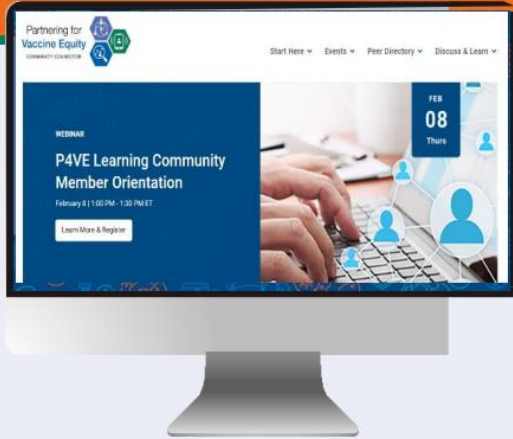 Partnering for
Vaccine Equity
COMMUNITY CONNECTOR
Start Here Events Peer Directory Discuss & Learn
WEBINAR
P4VE Learning Community
Member Orientation
February 8 | 1:00 PM - 1:30 PM ET
Learn More & Register
FEB
08
Thurs